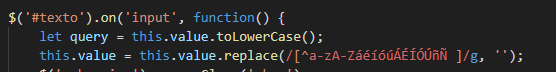 $('#texto').on('input', function() {
let query = this.value.toLowerCase();
this.value = this.value.replace(/[^a-zA-ZáéíóúÁÉÍÓÚñÑ ]/g, '');